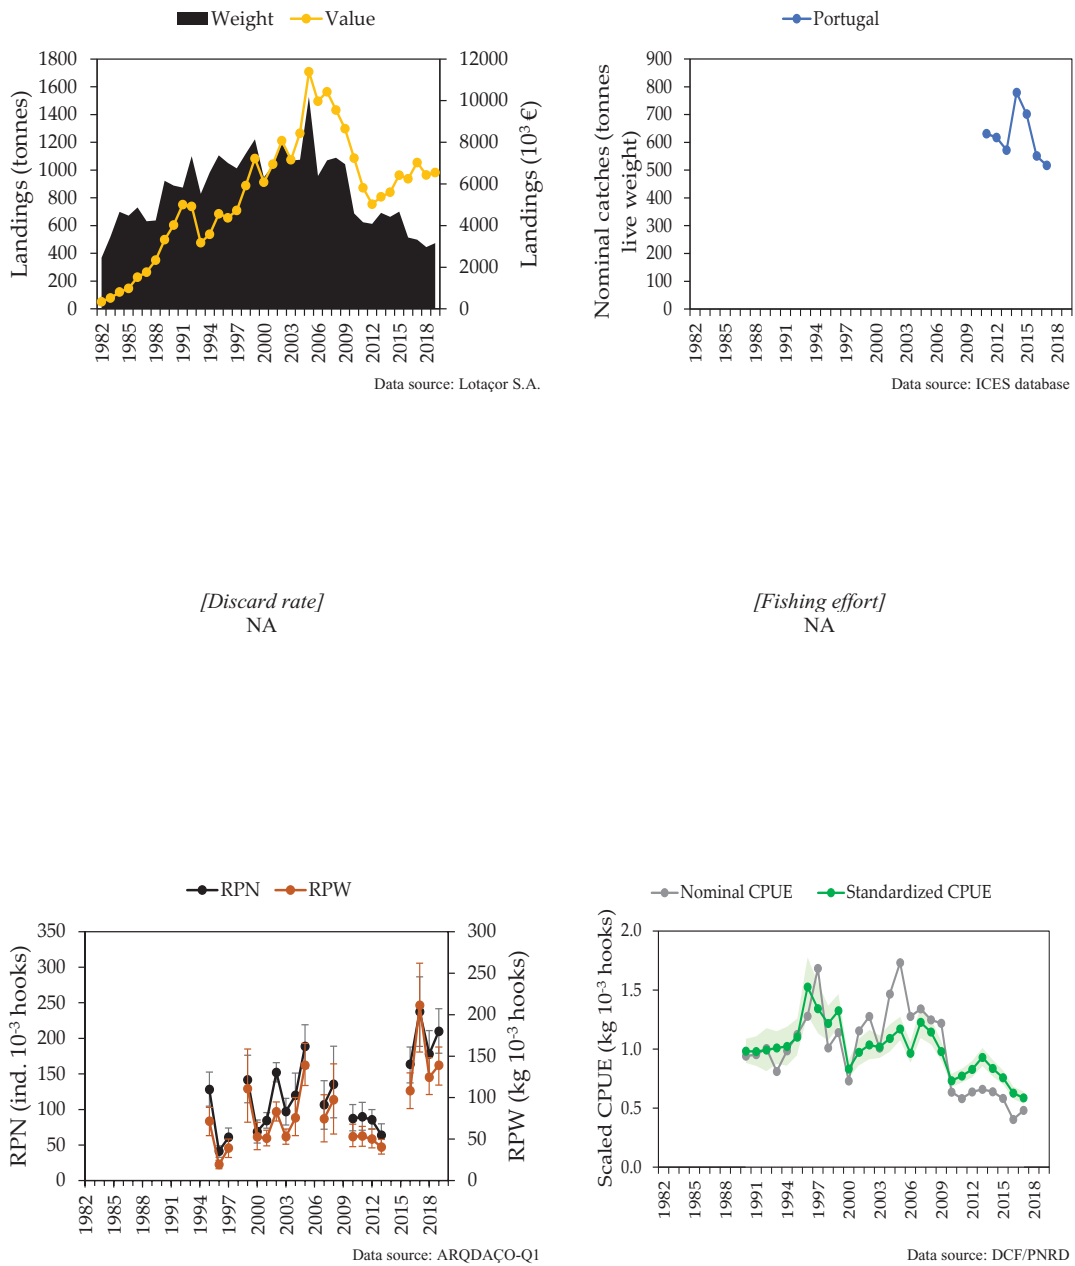 Weight Value
Landings (tonnes)
1800
1600
1400
1200
1000
800
600
400
200
0
12000
10000
8000
6000
4000
2000
0
Landings (10³ €)
1982 1985 1988 1991 1994 1997 2000 2003 2006 2009 2012 2015 2018
Data source: Lotaçor S.A.
Portugal
Nominal catches (tonnes
live weight)
900
800
700
600
500
400
300
200
100
0
1982 1985 1988 1991 1994 1997 2000 2003 2006 2009 2012 2015 2018
Data source: ICES database
[Discard rate]
NA
[Fishing effort]
NA
RPN RPW
RPN (ind. 10⁻³ hooks)
350
300
250
200
150
100
50
0
300
250
200
150
100
50
0
RPW (kg 10⁻³ hooks)
1982 1985 1988 1991 1994 1997 2000 2003 2006 2009 2012 2015 2018
Data source: ARQDAÇO-Q1
Nominal CPUE Standardized CPUE
Scaled CPUE (kg 10⁻³ hooks)
2.0
1.5
1.0
0.5
0.0
1982 1985 1988 1991 1994 1997 2000 2003 2006 2009 2012 2015 2018
Data source: DCF/PNRD